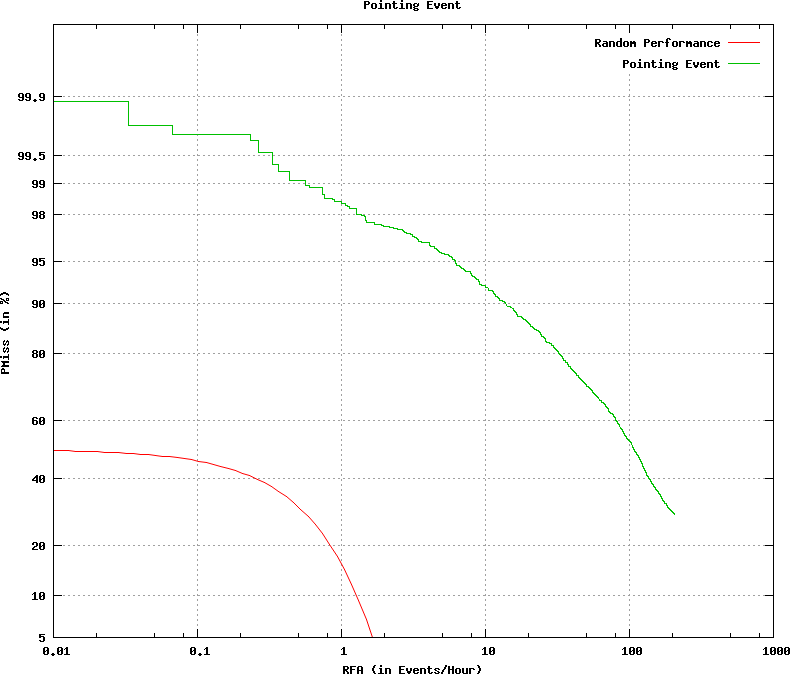 Pointing Event
Random Performance
Pointing Event
99.9
99.5
99
98
95
90
80
60
40
20
10
5
PMiss (in %)
0.01 0.1 1 10 100 1000
RFA (in Events/Hour)